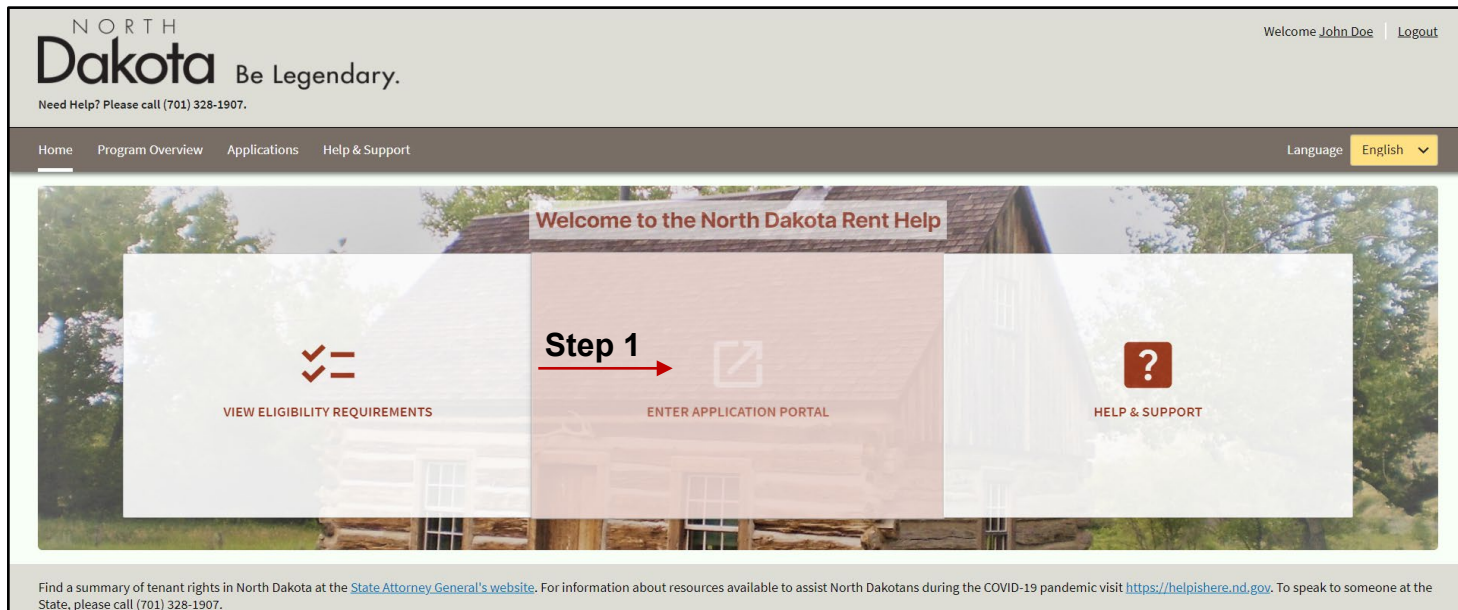 NORTH
Dakota Be Legendary.
Need Help? Please call (701) 328-1907.
Welcome John Doe Logout
Home Program Overview Applications Help & Support Language English
Welcome to the North Dakota Rent Help
Step 1
VIEW ELIGIBILITY REQUIREMENTS
ENTER APPLICATION PORTAL
?
HELP & SUPPORT
Find a summary of tenant rights in North Dakota at the State Attorney General's website. For information about resources available to assist North Dakotans during the COVID-19 pandemic visit https://helpishere.nd.gov. To speak to someone at the
State, please call (701) 328-1907.